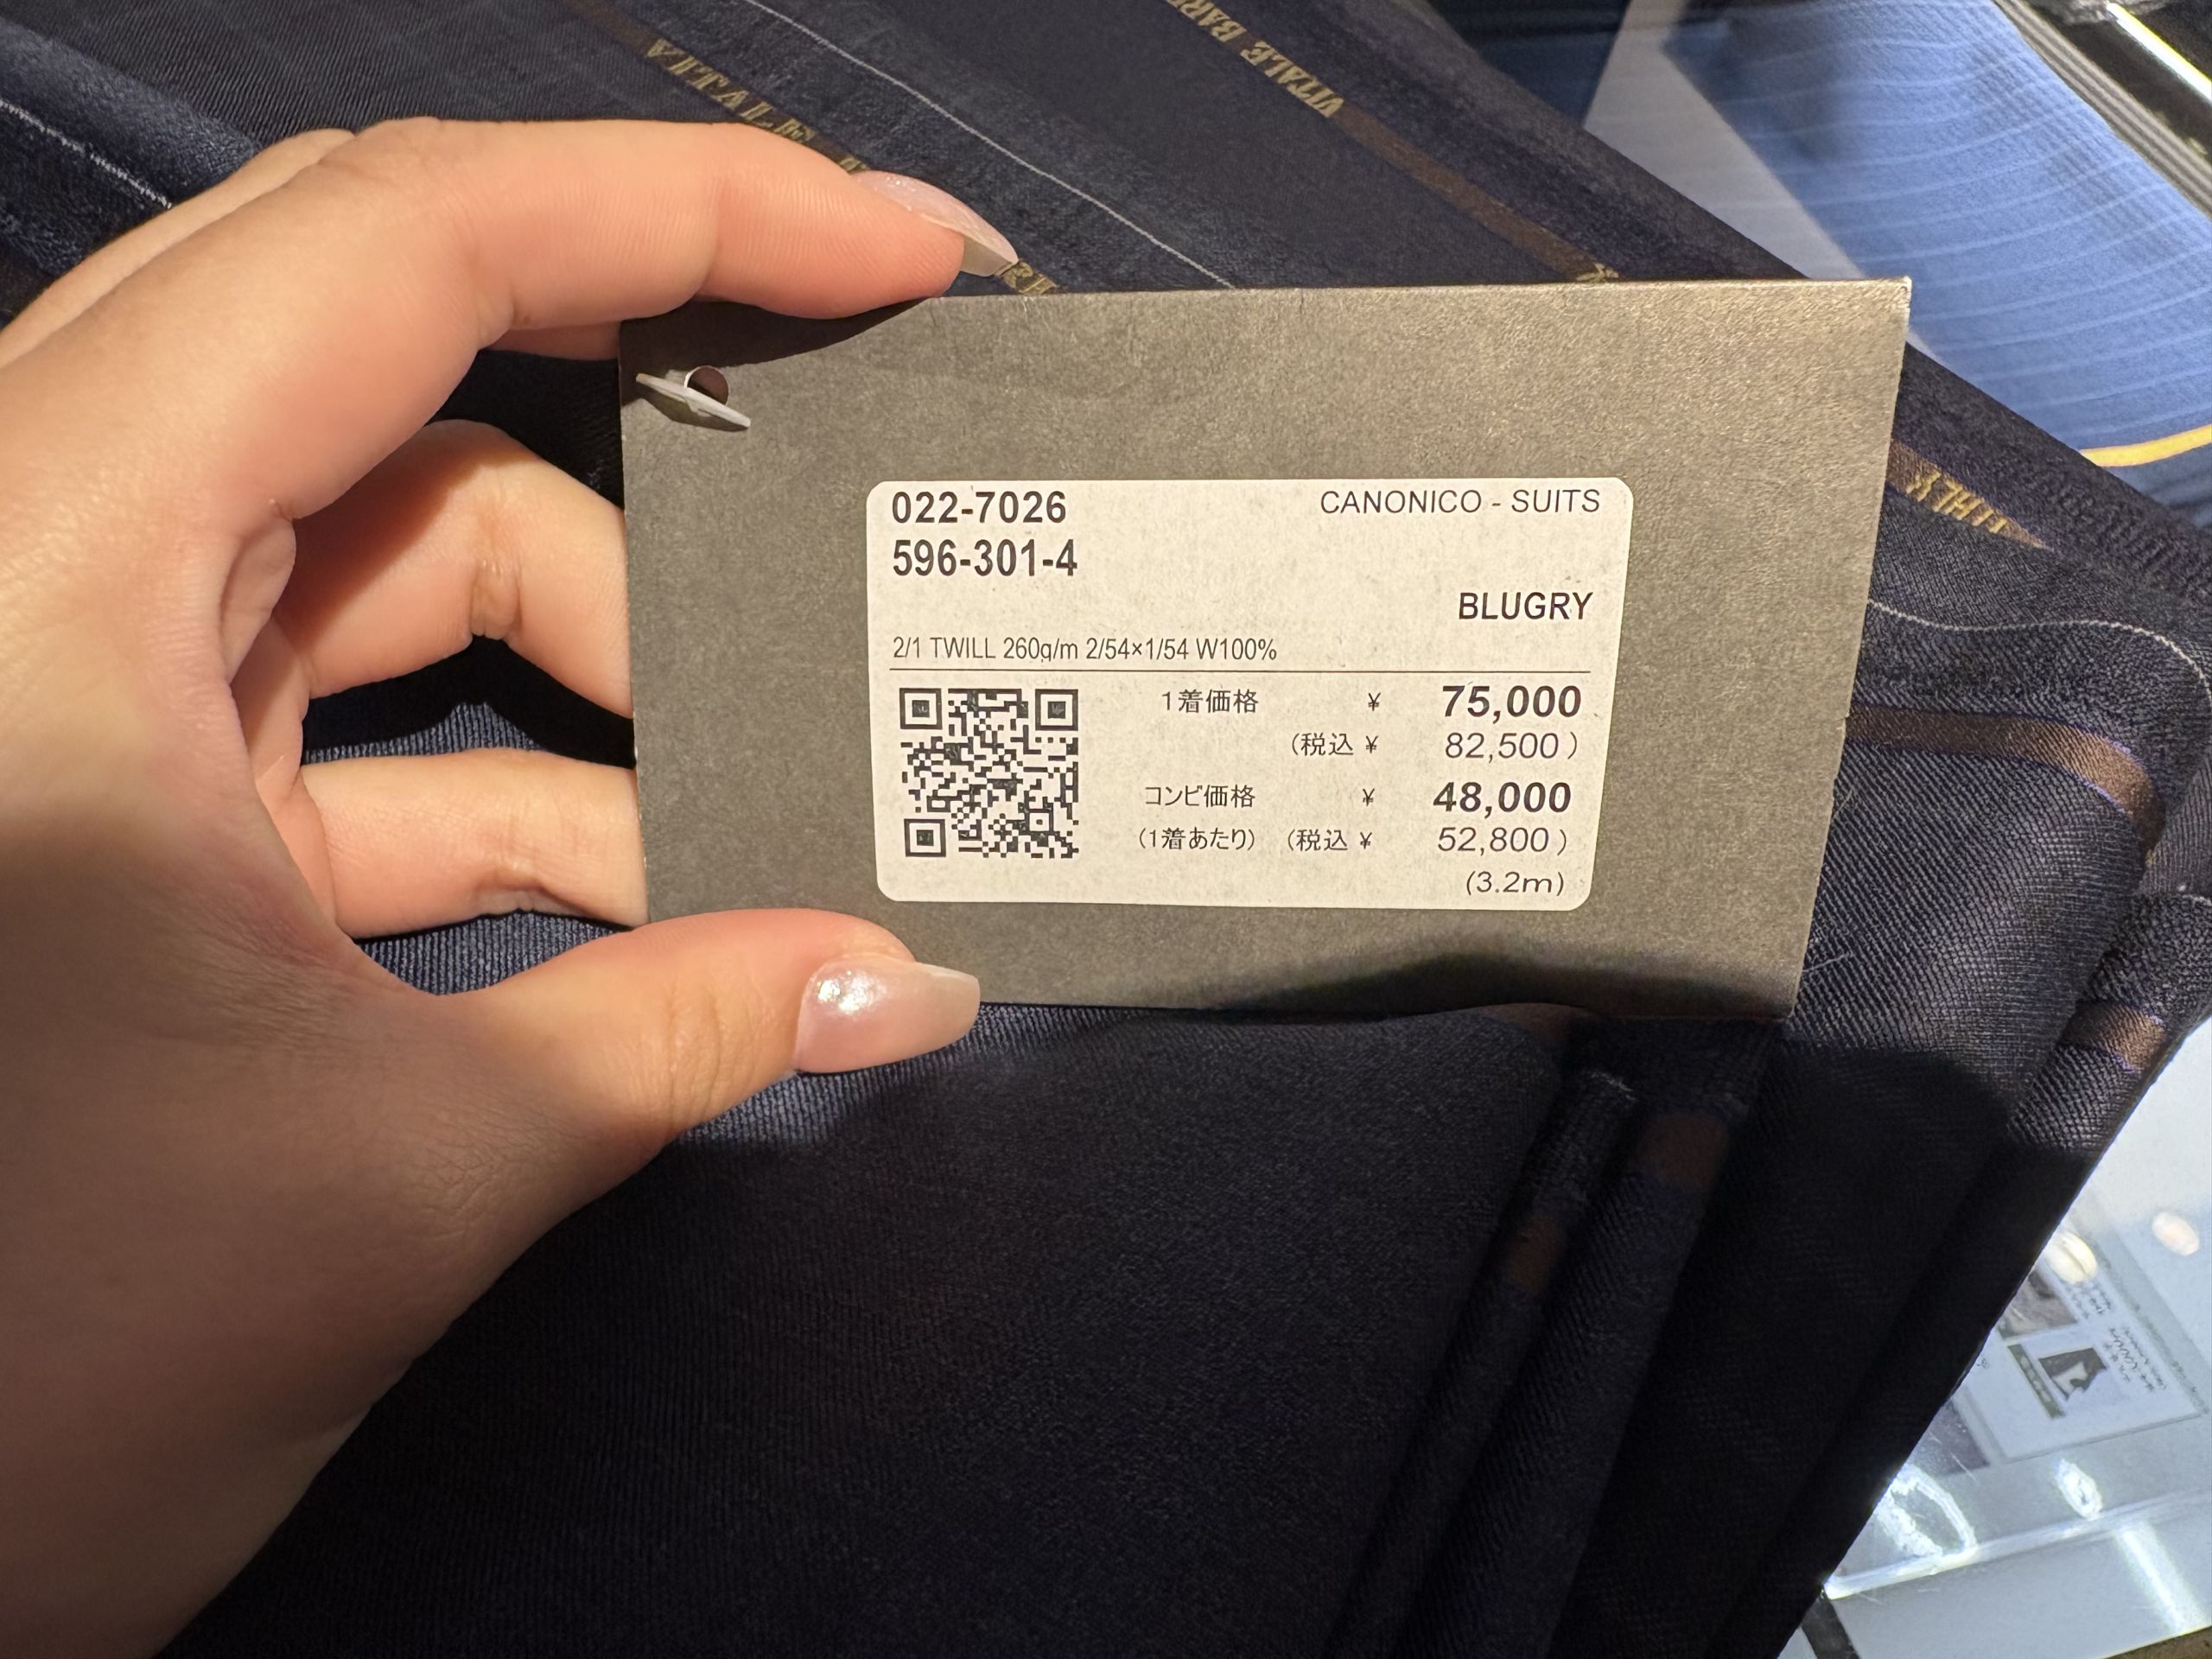 VITALE
VITALE BAR
022-7026
CANONICO - SUITS
596-301-4
BLUGRY
2/1 TWILL 260g/m 2/54×1/54 W100%
1着価格 ¥ 75,000
(税込 ¥ 82,500)
コンビ価格 ¥ 48,000
(1着あたり) (税込 ¥ 52,800)
(3.2m)